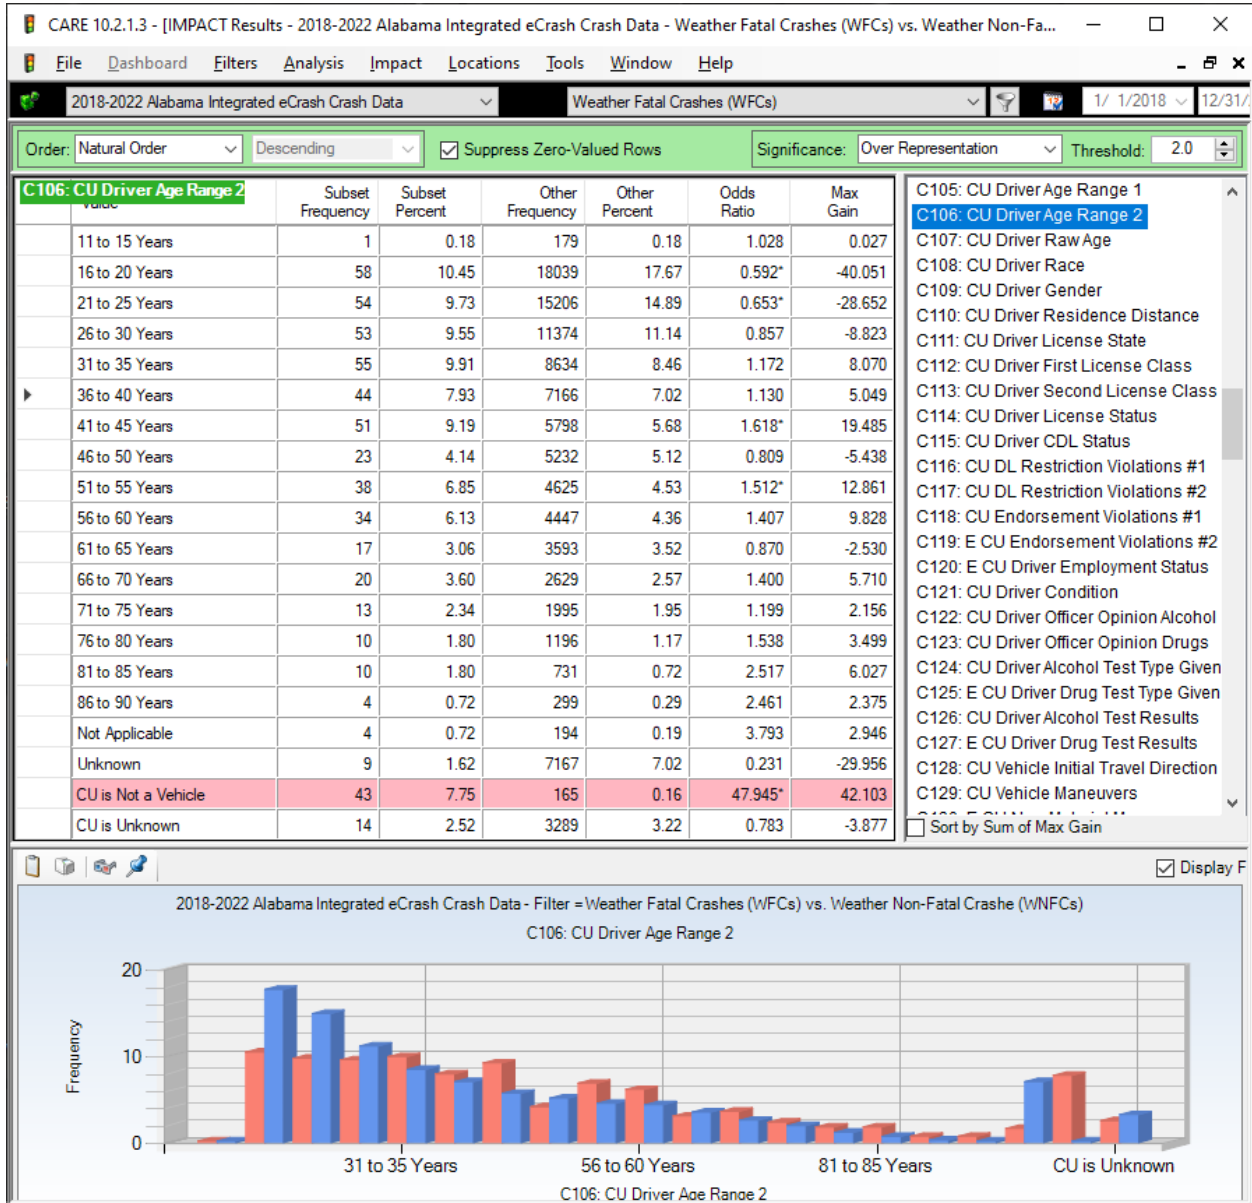 CARE 10.2.1.3 - [IMPACT Results - 2018-2022 Alabama Integrated eCrash Crash Data - Weather Fatal Crashes (WFCs) vs. Weather Non-Fa...
File Dashboard Filters Analysis Impact Locations Tools Window Help
2018-2022 Alabama Integrated eCrash Crash Data Weather Fatal Crashes (WFCs) 1/ 1/2018 12/31/
Order: Natural Order Descending Suppress Zero-Valued Rows Significance: Over Representation Threshold: 2.0
C106: CU Driver Age Range 2 Subset Frequency Subset Percent Other Frequency Other Percent Odds Ratio Max Gain
11 to 15 Years 1 0.18 179 0.18 1.028 0.027
16 to 20 Years 58 10.45 18039 17.67 0.592* -40.051
21 to 25 Years 54 9.73 15206 14.89 0.653* -28.652
26 to 30 Years 53 9.55 11374 11.14 0.857 -8.823
31 to 35 Years 55 9.91 8634 8.46 1.172 8.070
36 to 40 Years 44 7.93 7166 7.02 1.130 5.049
41 to 45 Years 51 9.19 5798 5.68 1.618* 19.485
46 to 50 Years 23 4.14 5232 5.12 0.809 -5.438
51 to 55 Years 38 6.85 4625 4.53 1.512* 12.861
56 to 60 Years 34 6.13 4447 4.36 1.407 9.828
61 to 65 Years 17 3.06 3593 3.52 0.870 -2.530
66 to 70 Years 20 3.60 2629 2.57 1.400 5.710
71 to 75 Years 13 2.34 1995 1.95 1.199 2.156
76 to 80 Years 10 1.80 1196 1.17 1.538 3.499
81 to 85 Years 10 1.80 731 0.72 2.517 6.027
86 to 90 Years 4 0.72 299 0.29 2.461 2.375
Not Applicable 4 0.72 194 0.19 3.793 2.946
Unknown 9 1.62 7167 7.02 0.231 -29.956
CU is Not a Vehicle 43 7.75 165 0.16 47.945* 42.103
CU is Unknown 14 2.52 3289 3.22 0.783 -3.877
C105: CU Driver Age Range 1
C106: CU Driver Age Range 2
C107: CU Driver Raw Age
C108: CU Driver Race
C109: CU Driver Gender
C110: CU Driver Residence Distance
C111: CU Driver License State
C112: CU Driver First License Class
C113: CU Driver Second License Class
C114: CU Driver License Status
C115: CU Driver CDL Status
C116: CU DL Restriction Violations #1
C117: CU DL Restriction Violations #2
C118: CU Endorsement Violations #1
C119: E CU Endorsement Violations #2
C120: E CU Driver Employment Status
C121: CU Driver Condition
C122: CU Driver Officer Opinion Alcohol
C123: CU Driver Officer Opinion Drugs
C124: CU Driver Alcohol Test Type Given
C125: E CU Driver Drug Test Type Given
C126: CU Driver Alcohol Test Results
C127: E CU Driver Drug Test Results
C128: CU Vehicle Initial Travel Direction
C129: CU Vehicle Maneuvers
Sort by Sum of Max Gain
Display F
2018-2022 Alabama Integrated eCrash Crash Data - Filter = Weather Fatal Crashes (WFCs) vs. Weather Non-Fatal Crashe (WNFCs)
C106: CU Driver Age Range 2
Frequency
20
10
0
31 to 35 Years 56 to 60 Years 81 to 85 Years CU is Unknown
C106: CU Driver Age Range 2